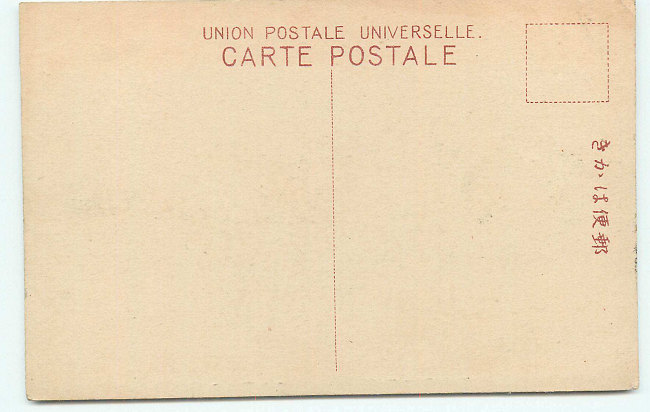 UNION POSTALE UNIVERSELLE.
CARTE POSTALE
きかは便郵